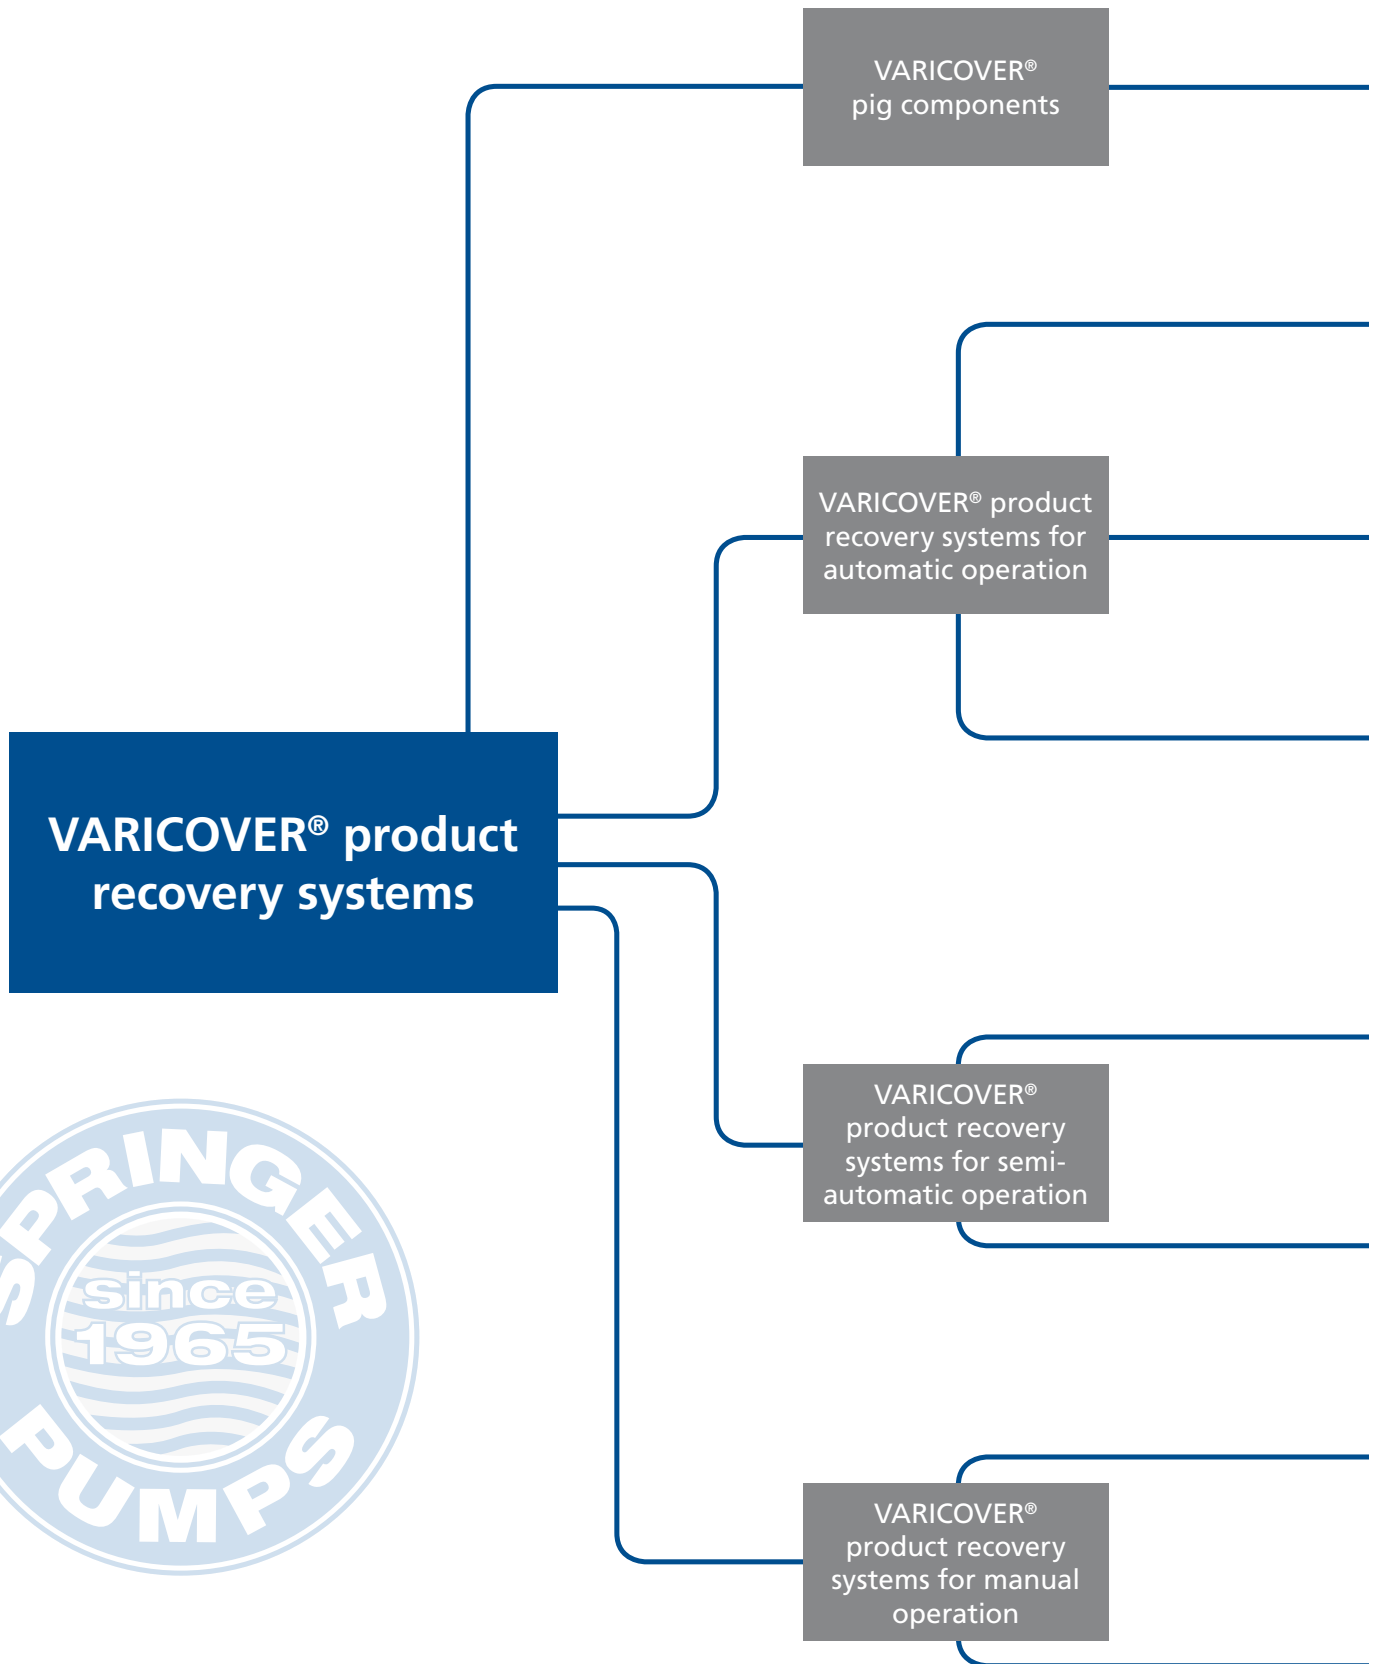 VARICOVER®
pig components
VARICOVER® product
recovery systems for
automatic operation
VARICOVER® product
recovery systems
VARICOVER®
product recovery
systems for semi-
automatic operation
SPRINGER
since
1965
PUMPS
VARICOVER®
product recovery
systems for manual
operation